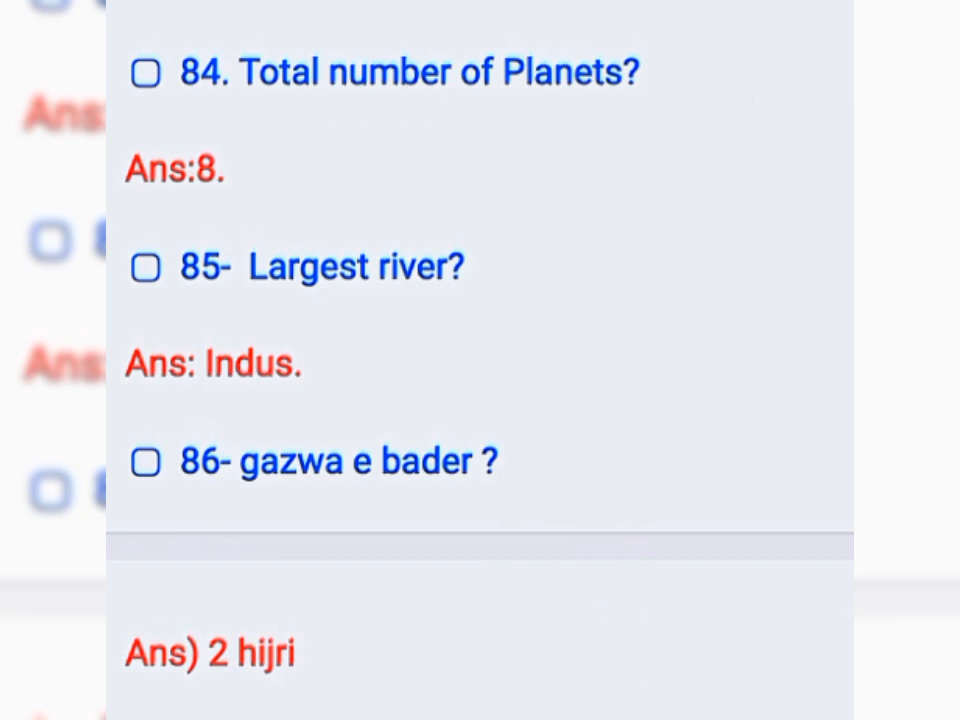 84. Total number of Planets?
Ans:8.
85- Largest river?
Ans: Indus.
86- gazwa e bader ?
Ans) 2 hijri